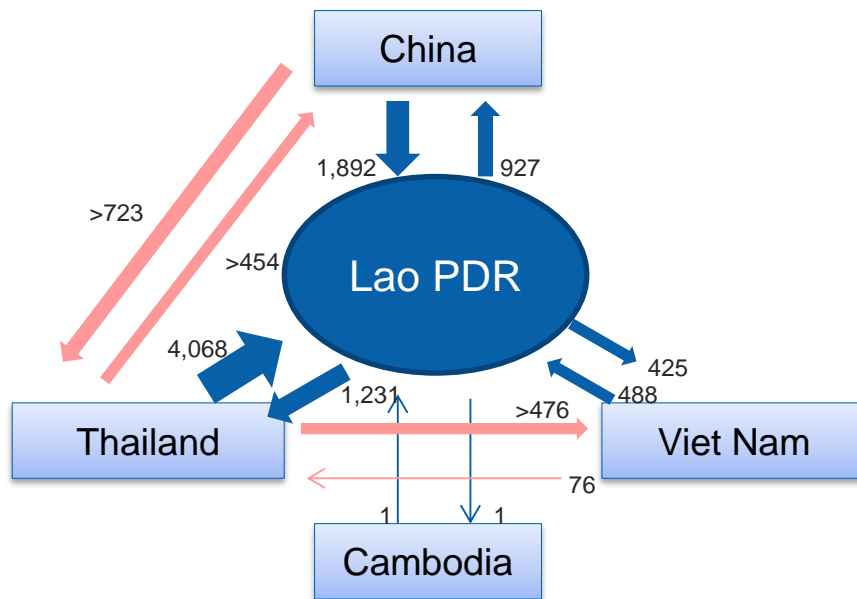 China
1,892
927
>723
>454
Lao PDR
4,068
1,231
425
488
>476
Thailand
Viet Nam
76
1
1
Cambodia